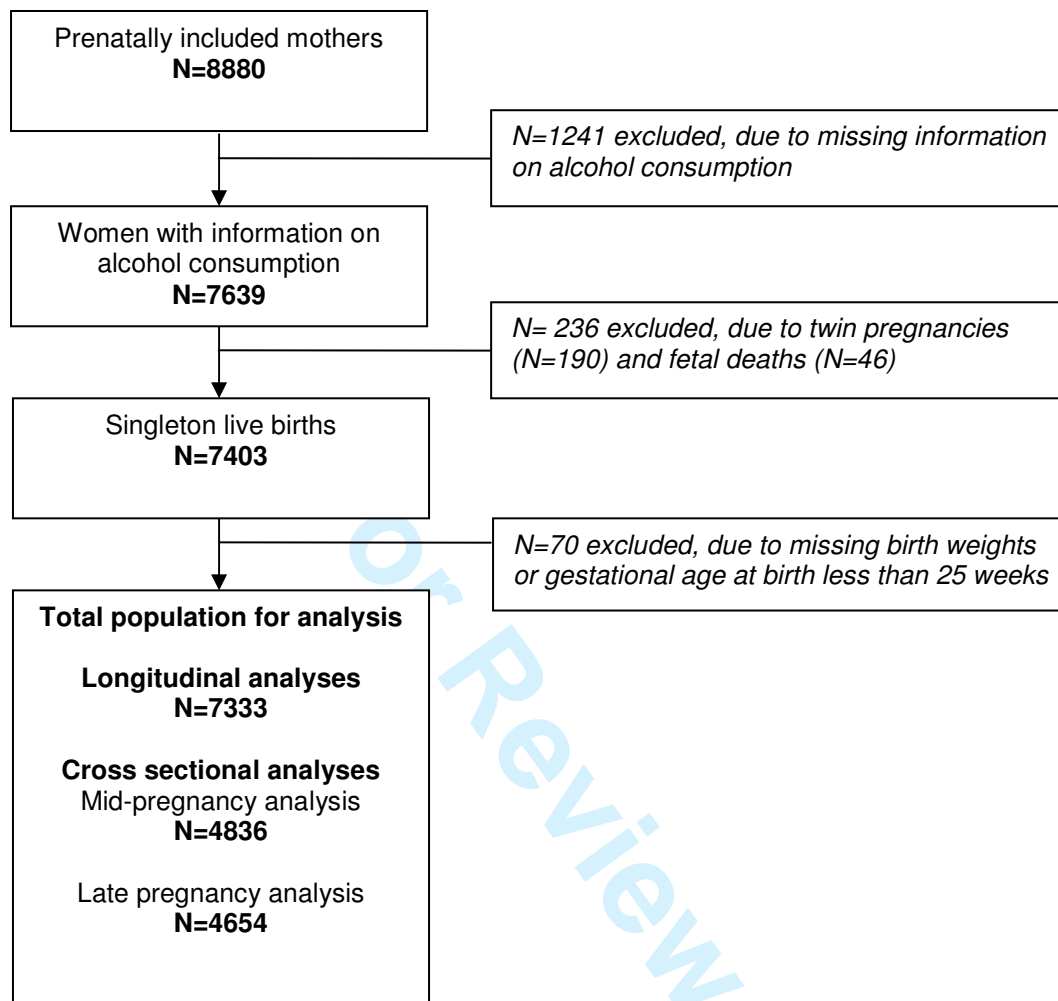 Prenatally included mothers
N=8880
N=1241 excluded, due to missing information
on alcohol consumption
Women with information on
alcohol consumption
N=7639
N= 236 excluded, due to twin pregnancies
(N=190) and fetal deaths (N=46)
Singleton live births
N=7403
N=70 excluded, due to missing birth weights
or gestational age at birth less than 25 weeks
Total population for analysis
Longitudinal analyses
N=7333
Cross sectional analyses
Mid-pregnancy analysis
N=4836
Late pregnancy analysis
N=4654
or Review